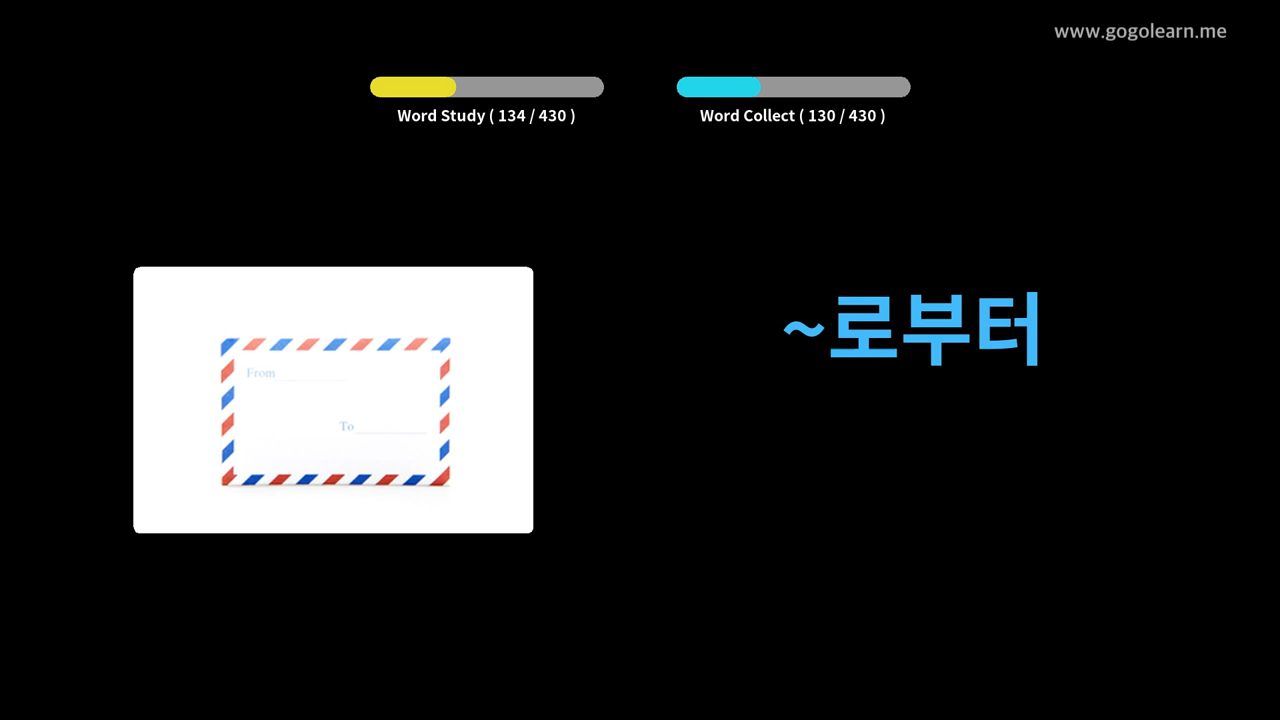 www.gogolearn.me
Word Study ( 134 / 430 )
Word Collect ( 130 / 430 )
From
To
~로부터